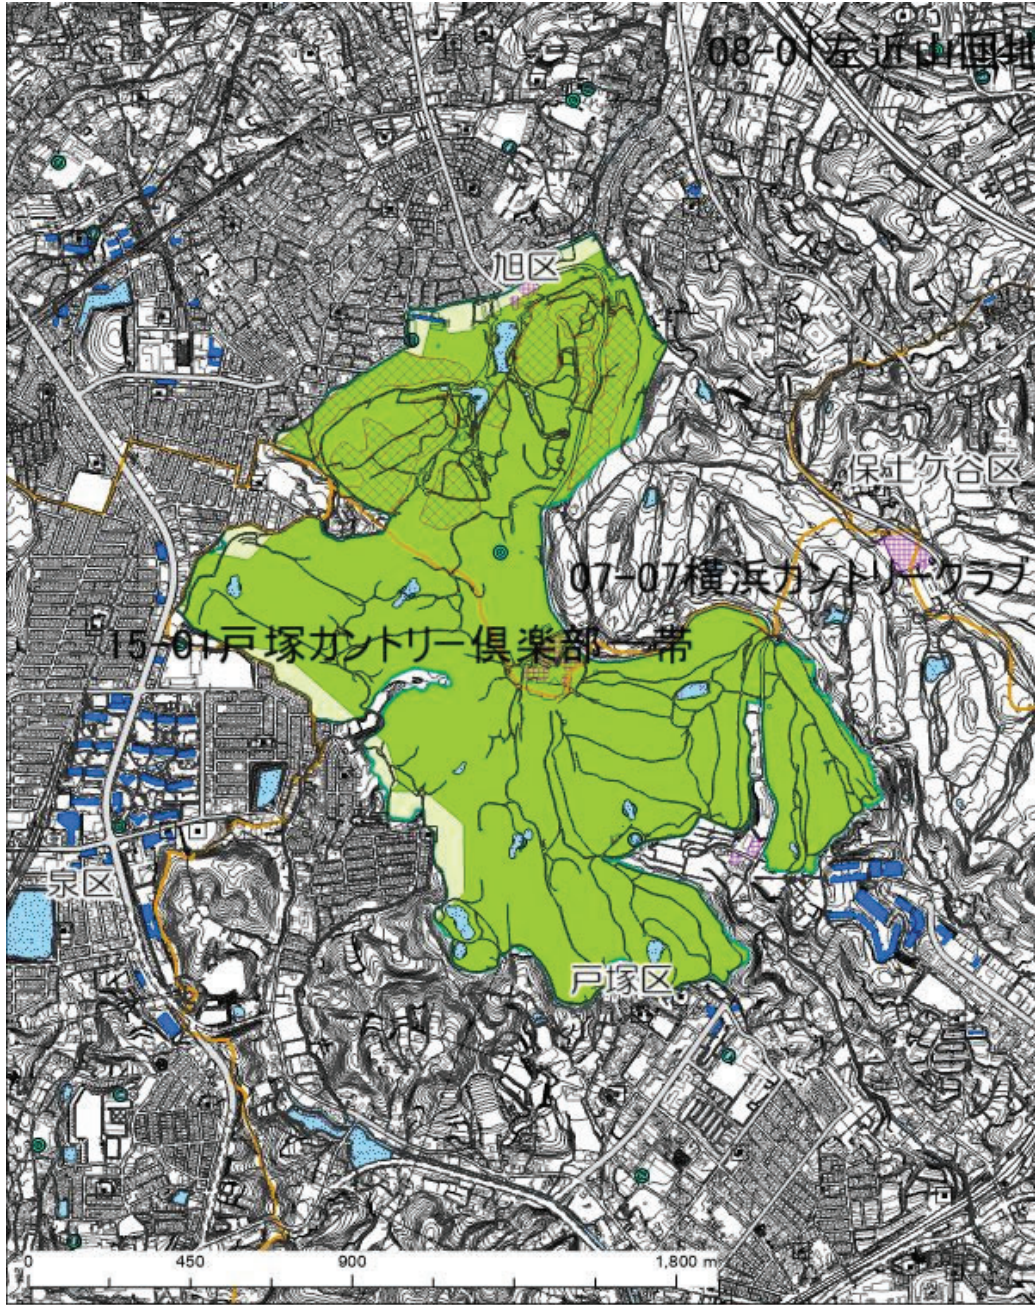 08-01左近山団地
旭区
保土ケ谷区
07-07横浜カントリークラブ
15-01戸塚カントリー倶楽部一帯
泉区
戸塚区
0 450 900 1,800 m